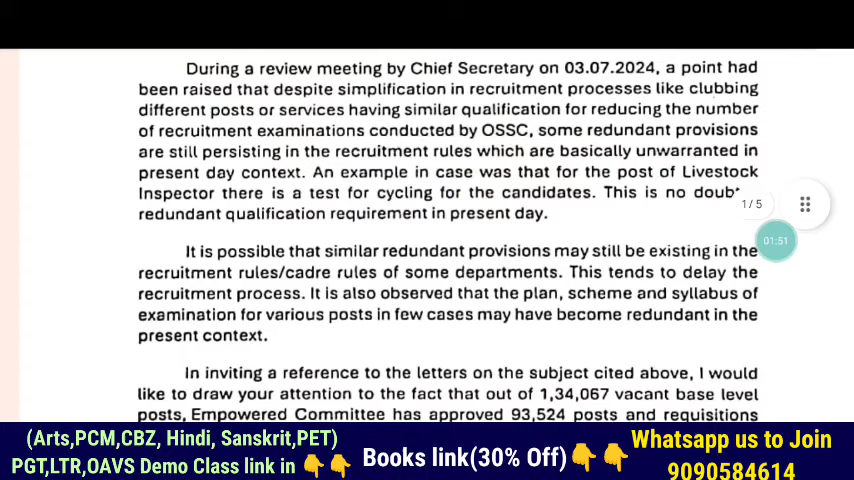 During a review meeting by Chief Secretary on 03.07.2024, a point had
been raised that despite simplification in recruitment processes like clubbing
different posts or services having similar qualification for reducing the number
of recruitment examinations conducted by OSSC, some redundant provisions
are still persisting in the recruitment rules which are basically unwarranted in
present day context. An example in case was that for the post of Livestock
Inspector there is a test for cycling for the candidates. This is no
redundant qualification requirement in present day.
1/5
01:51
It is possible that similar redundant provisions may still be existing in the
recruitment rules/cadre rules of some departments. This tends to delay the
recruitment process. It is also observed that the plan, scheme and syllabus of
examination for various posts in few cases may have become redundant in the
present context.
In inviting a reference to the letters on the subject cited above, I would
like to draw your attention to the fact that out of 1,34,067 vacant base level
posts, Empowered Committee has approved 93,524 posts and requisitions
(Arts,PCM,CBZ, Hindi, Sanskrit,PET)
PGT,LTR,OAVS Demo Class link in
Books link(30% Off)
Whatsapp us to Join
9090584614